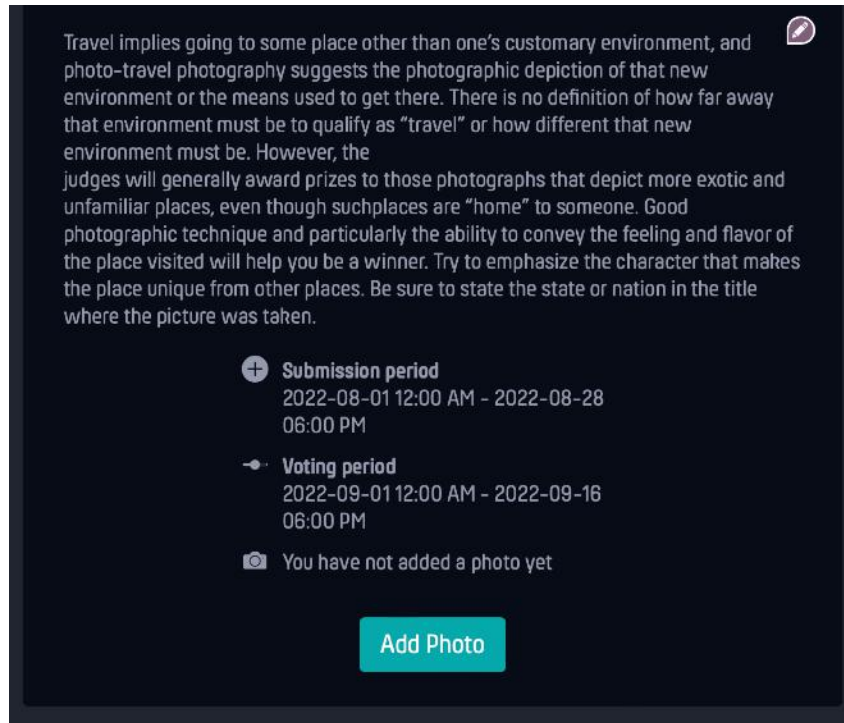 Travel implies going to some place other than one's customary environment, and
photo-travel photography suggests the photographic depiction of that new
environment or the means used to get there. There is no definition of how far away
that environment must be to qualify as “travel” or how different that new
environment must be. However, the
judges will generally award prizes to those photographs that depict more exotic and
unfamiliar places, even though suchplaces are “home” to someone. Good
photographic technique and particularly the ability to convey the feeling and flavor of
the place visited will help you be a winner. Try to emphasize the character that makes
the place unique from other places. Be sure to state the state or nation in the title
where the picture was taken.
Submission period
2022-08-01 12:00 AM - 2022-08-28
06:00 PM
Voting period
2022-09-01 12:00 AM - 2022-09-16
06:00 PM
You have not added a photo yet
Add Photo